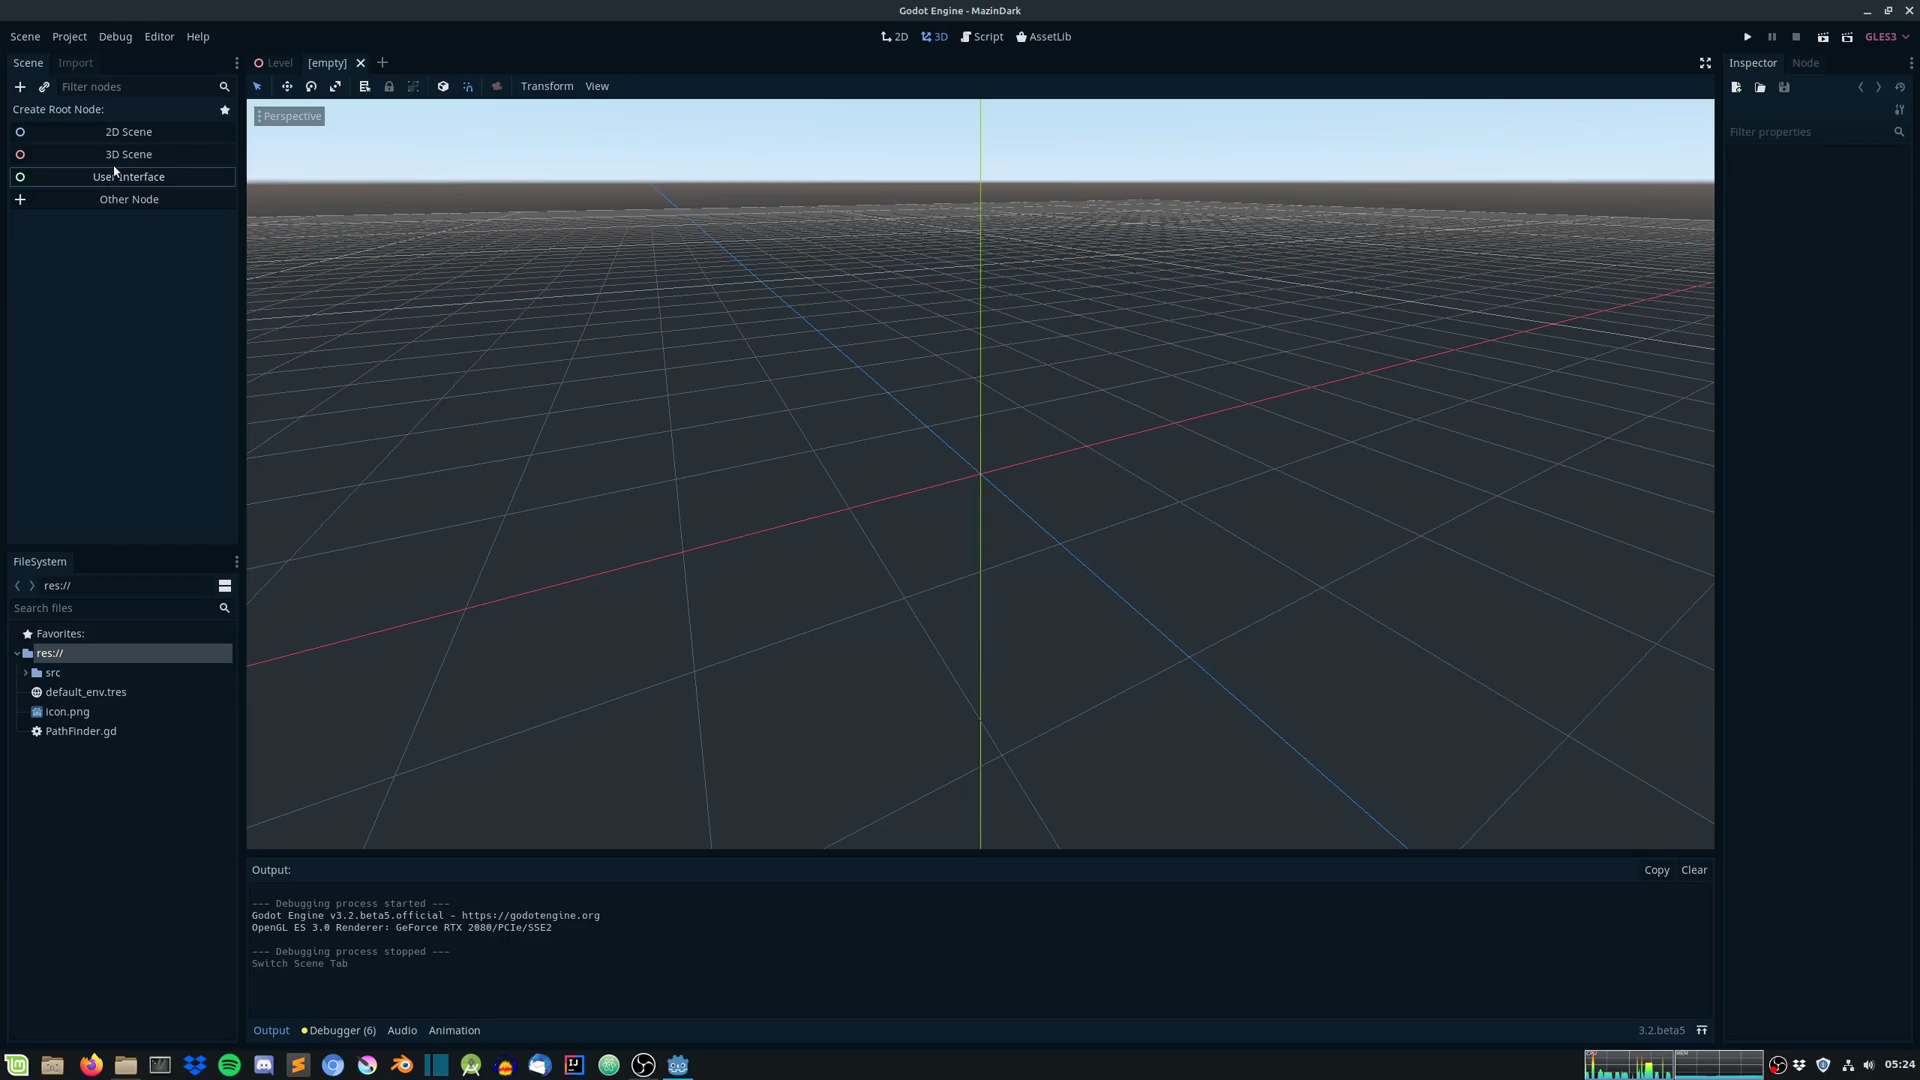 Godot Engine - MazinDark
Scene Project Debug Editor Help
2D 3D Script AssetLib
GLES3
Scene Import
Level [empty]
Inspector Node
Filter nodes
Transform View
Create Root Node:
Perspective
2D Scene
3D Scene
User Interface
Other Node
Filter properties
FileSystem
res://
Search files
Favorites:
res://
src
default_env.tres
icon.png
PathFinder.gd
Output:
Copy Clear
--- Debugging process started ---
Godot Engine v3.2.beta5.official - https://godotengine.org
OpenGL ES 3.0 Renderer: GeForce RTX 2080/PCIe/SSE2
--- Debugging process stopped ---
Switch Scene Tab
Output Debugger (6) Audio Animation
3.2.beta5
05:24